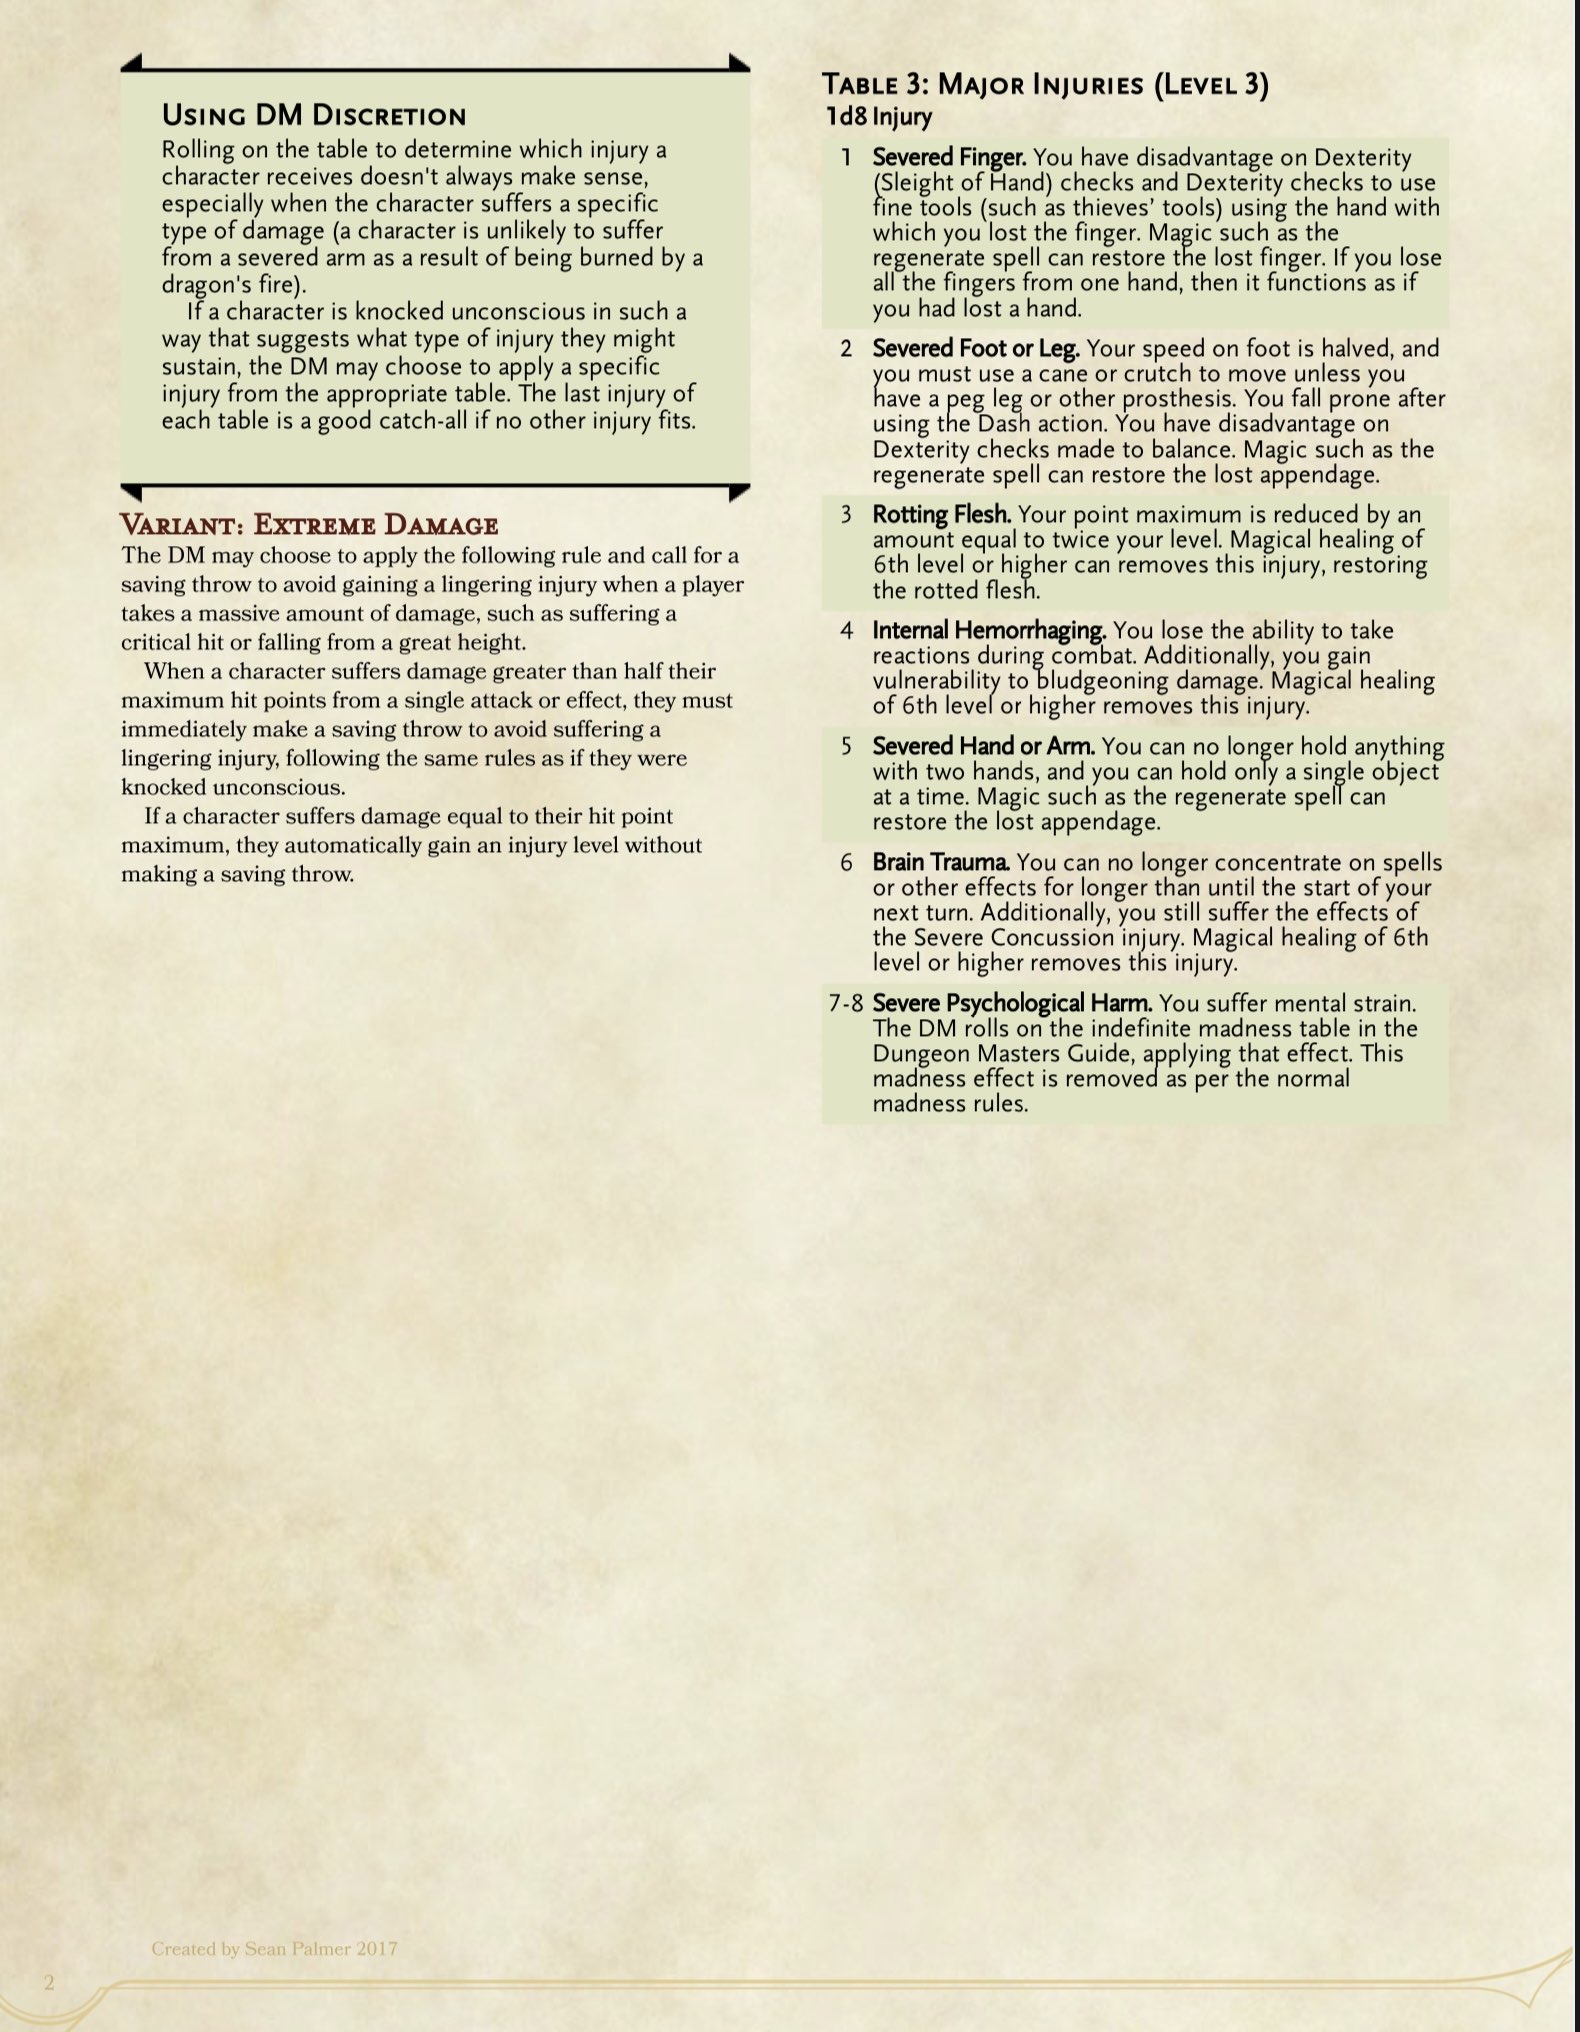 Using DM Discretion
Rolling on the table to determine which injury a
character receives doesn't always make sense,
especially when the character suffers a specific
type of damage (a character is unlikely to suffer
from a severed arm as a result of being burned by a
dragon's fire).
If a character is knocked unconscious in such a
way that suggests what type of injury they might
sustain, the DM may choose to apply a specific
injury from the appropriate table. The last injury of
each table is a good catch-all if no other injury fits.
Variant: Extreme Damage
The DM may choose to apply the following rule and call for a
saving throw to avoid gaining a lingering injury when a player
takes a massive amount of damage, such as suffering a
critical hit or falling from a great height.
When a character suffers damage greater than half their
maximum hit points from a single attack or effect, they must
immediately make a saving throw to avoid suffering a
lingering injury, following the same rules as if they were
knocked unconscious.
If a character suffers damage equal to their hit point
maximum, they automatically gain an injury level without
making a saving throw.
Table 3: Major Injuries (Level 3)
1d8 Injury
1 Severed Finger. You have disadvantage on Dexterity
(Sleight of Hand) checks and Dexterity checks to use
fine tools (such as thieves’ tools) using the hand with
which you lost the finger. Magic such as the
regenerate spell can restore the lost finger. If you lose
all the fingers from one hand, then it functions as if
you had lost a hand.
2 Severed Foot or Leg. Your speed on foot is halved, and
you must use a cane or crutch to move unless you
have a peg leg or other prosthesis. You fall prone after
using the Dash action. You have disadvantage on
Dexterity checks made to balance. Magic such as the
regenerate spell can restore the lost appendage.
3 Rotting Flesh. Your point maximum is reduced by an
amount equal to twice your level. Magical healing of
6th level or higher can removes this injury, restoring
the rotted flesh.
4 Internal Hemorrhaging. You lose the ability to take
reactions during combat. Additionally, you gain
vulnerability to bludgeoning damage. Magical healing
of 6th level or higher removes this injury.
5 Severed Hand or Arm. You can no longer hold anything
with two hands, and you can hold only a single object
at a time. Magic such as the regenerate spell can
restore the lost appendage.
6 Brain Trauma. You can no longer concentrate on spells
or other effects for longer than until the start of your
next turn. Additionally, you still suffer the effects of
the Severe Concussion injury. Magical healing of 6th
level or higher removes this injury.
7-8 Severe Psychological Harm. You suffer mental strain.
The DM rolls on the indefinite madness table in the
Dungeon Masters Guide, applying that effect. This
madness effect is removed as per the normal
madness rules.
Created by Sean Palmer 2017
2